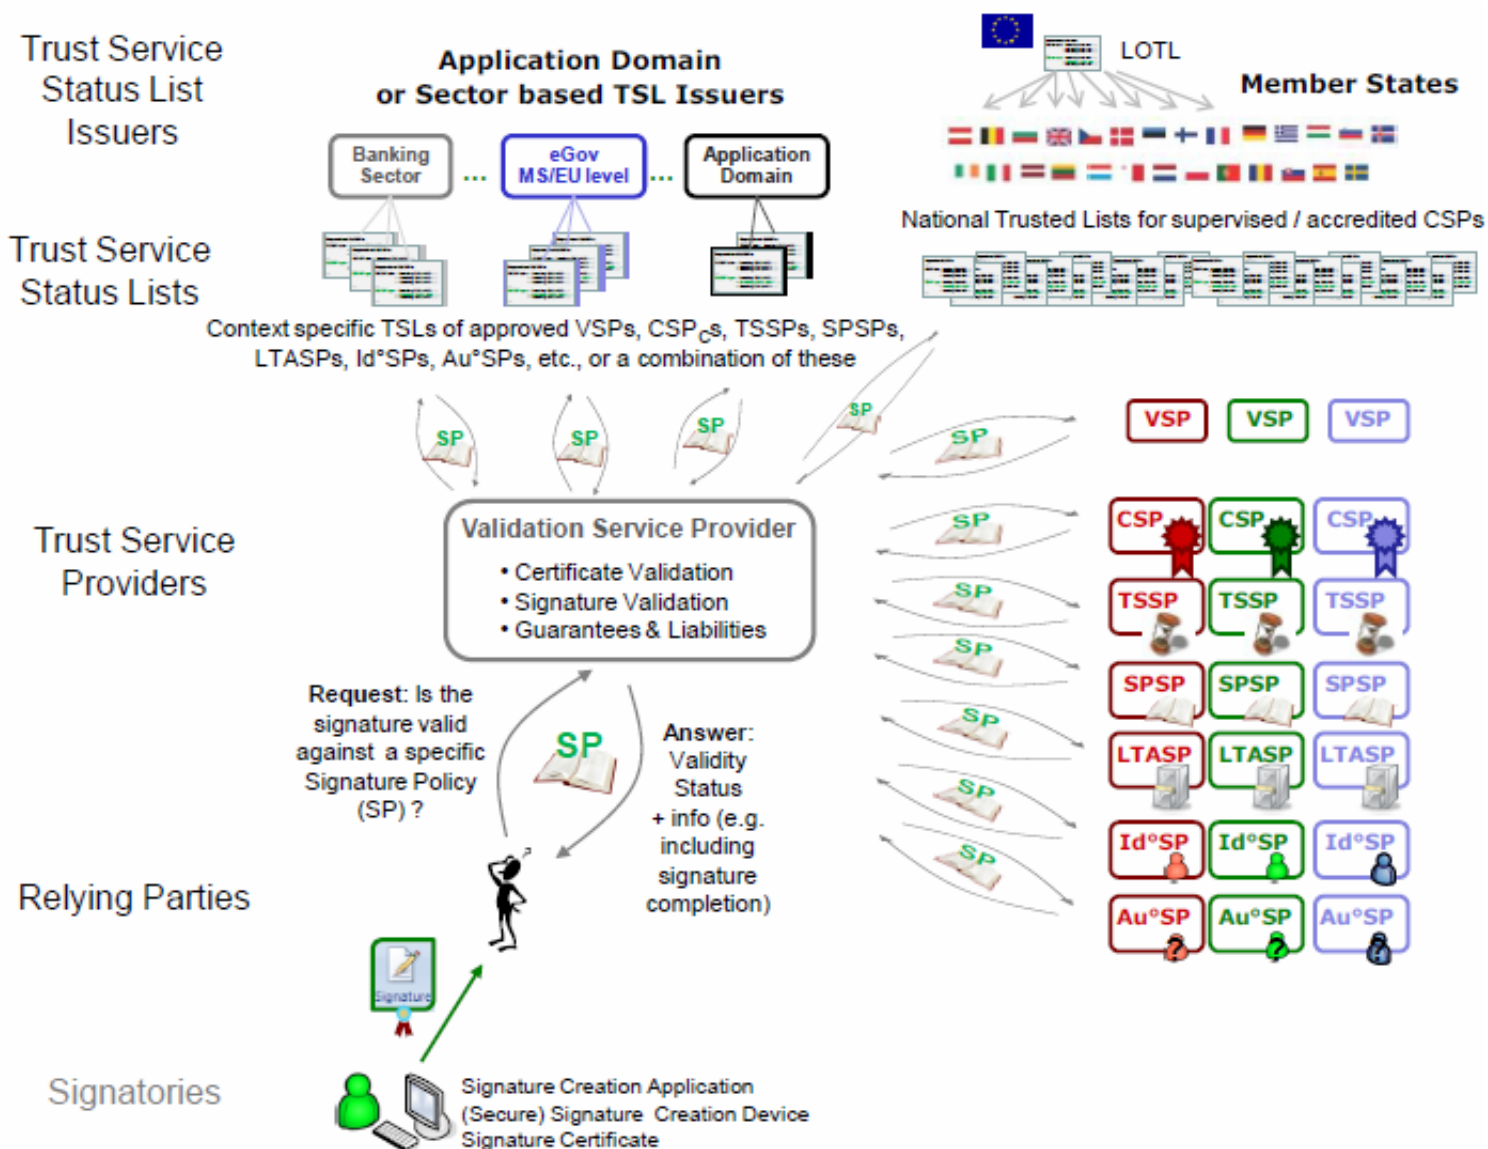 Trust Service
Status List
Issuers
Application Domain
or Sector based TSL Issuers
LOTL
Member States
Banking
Sector
...
eGov
MS/EU level
...
Application
Domain
National Trusted Lists for supervised / accredited CSPs
Trust Service
Status Lists
Context specific TSLs of approved VSPs, CSPCs, TSSPs, SPSPs,
LTASPs, Id°SPs, Au°SPs, etc., or a combination of these
SP
SP
SP
SP
SP
VSP
VSP
VSP
Trust Service
Providers
Validation Service Provider
• Certificate Validation
• Signature Validation
• Guarantees & Liabilities
SP
CSP
CSP
CSP
SP
TSSP
TSSP
TSSP
SP
SPSP
SPSP
SPSP
SP
LTASP
LTASP
LTASP
SP
Id°SP
Id°SP
Id°SP
SP
Au°SP
Au°SP
Au°SP
?
?
?
Request: Is the
signature valid
against a specific
Signature Policy
(SP) ?
SP
Answer:
Validity
Status
+ info (e.g.
including
signature
completion)
Relying Parties
?
Signature
Signatories
Signature Creation Application
(Secure) Signature Creation Device
Signature Certificate